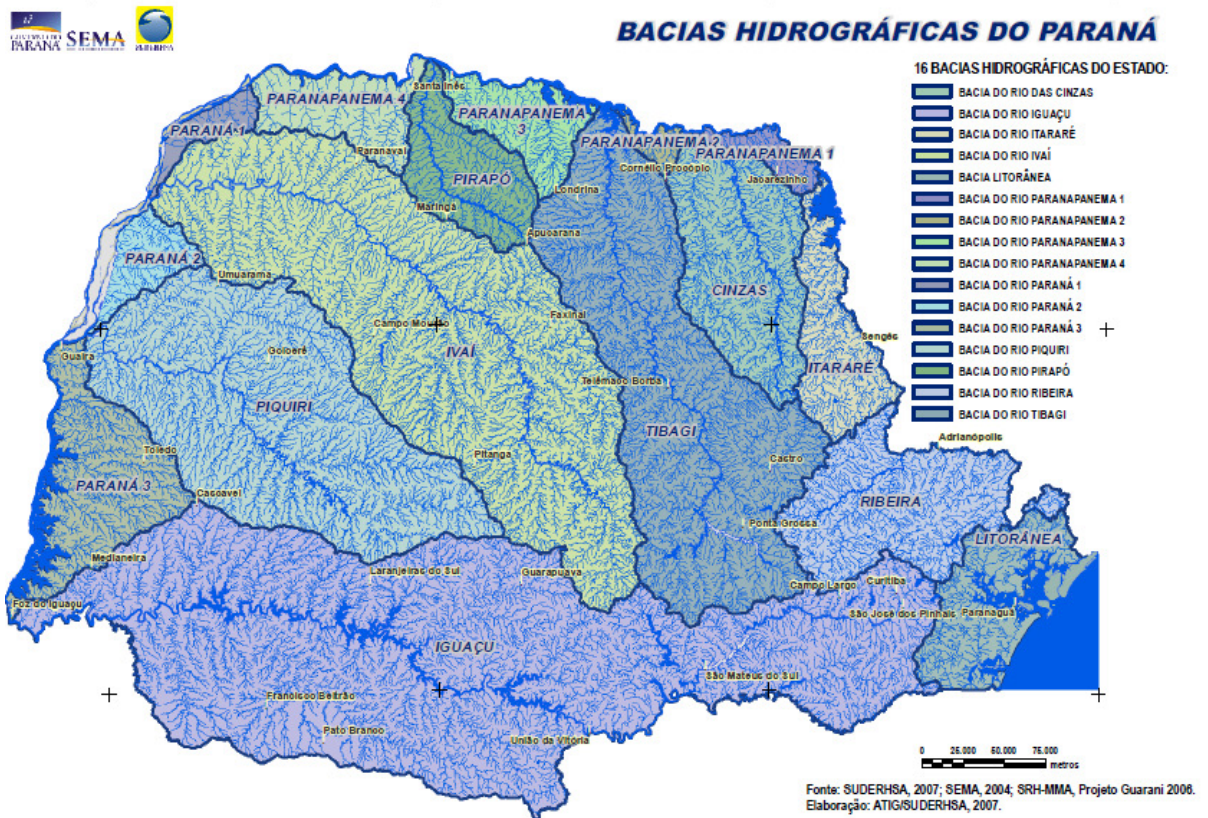 GOVERNO DO
PARANÁ
SEMA
SUDERHSA
BACIAS HIDROGRÁFICAS DO PARANÁ
16 BACIAS HIDROGRÁFICAS DO ESTADO:
BACIA DO RIO DAS CINZAS
BACIA DO RIO IGUAÇU
BACIA DO RIO ITARARÉ
BACIA DO RIO IVAÍ
BACIA LITORÂNEA
BACIA DO RIO PARANAPANEMA 1
BACIA DO RIO PARANAPANEMA 2
BACIA DO RIO PARANAPANEMA 3
BACIA DO RIO PARANAPANEMA 4
BACIA DO RIO PARANÁ 1
BACIA DO RIO PARANÁ 2
BACIA DO RIO PARANÁ 3
BACIA DO RIO PIQUIRI
BACIA DO RIO PIRAPÓ
BACIA DO RIO RIBEIRA
BACIA DO RIO TIBAGI
Santa Inês
PARANAPANEMA 4
PARANAPANEMA
3
PARANÁ 1
PARANAPANEMA 2
PARANAPANEMA 1
Paranavaí
Cornélio Procópio
PIRAPÓ
Londrina
Jacarezinho
Maringá
Apucarana
PARANÁ 2
Umuarama
CINZAS
Campo Mourão
Faxinal
Sengés
Guaíra
Goioerê
IVAÍ
ITARARÉ
Telêmaco Borba
PIQUIRI
TIBAGI
Adrianópolis
Toledo
Pitanga
Castro
PARANÁ 3
Cascavel
RIBEIRA
Ponta Grossa
LITORÂNEA
Medianeira
Laranjeiras do Sul
Guarapuava
Campo Largo
Curitiba
Foz do Iguaçu
São José dos Pinhais
Paranaguá
IGUAÇU
São Mateus do Sul
Francisco Beltrão
Pato Branco
União da Vitória
0 25.000 50.000 75.000
metros
Fonte: SUDERHSA, 2007; SEMA, 2004; SRH-MMA, Projeto Guarani 2006.
Elaboração: ATIG/SUDERHSA, 2007.